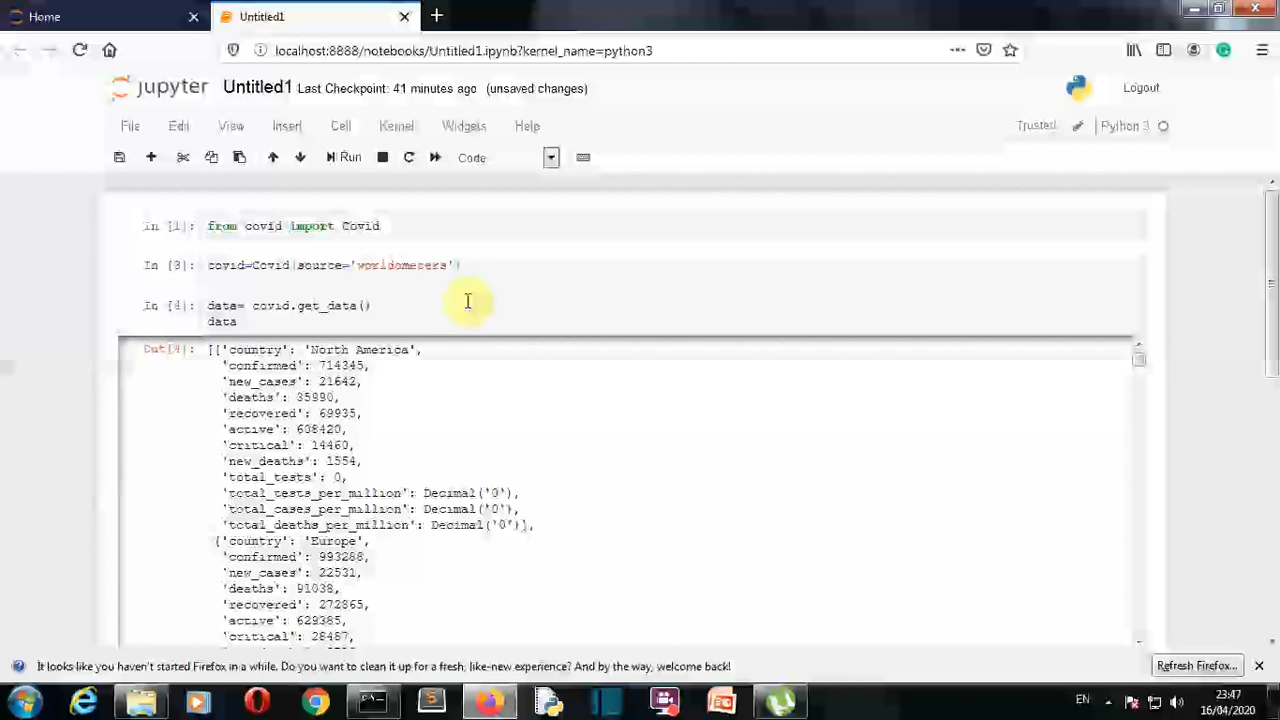 Home
Untitled1
localhost:8888/notebooks/Untitled1.ipynb?kernel_name=python3
jupyter Untitled1 Last Checkpoint: 41 minutes ago (unsaved changes)
Logout
File Edit View Insert Cell Kernel Widgets Help
Trusted Python 3
Run Code
In [1]: from covid import Covid
In [3]: covid=Covid(source='worldometers')
In [4]: data= covid.get_data()
data
Out[4]: [{'country': 'North America',
'confirmed': 714345,
'new_cases': 21642,
'deaths': 35990,
'recovered': 69935,
'active': 608420,
'critical': 14460,
'new_deaths': 1554,
'total_tests': 0,
'total_tests_per_million': Decimal('0'),
'total_cases_per_million': Decimal('0'),
'total_deaths_per_million': Decimal('0')},
{'country': 'Europe',
'confirmed': 993288,
'new_cases': 22531,
'deaths': 91038,
'recovered': 272865,
'active': 629385,
'critical': 28487,
It looks like you haven't started Firefox in a while. Do you want to clean it up for a fresh, like-new experience? And by the way, welcome back!
Refresh Firefox...
EN
23:47
16/04/2020